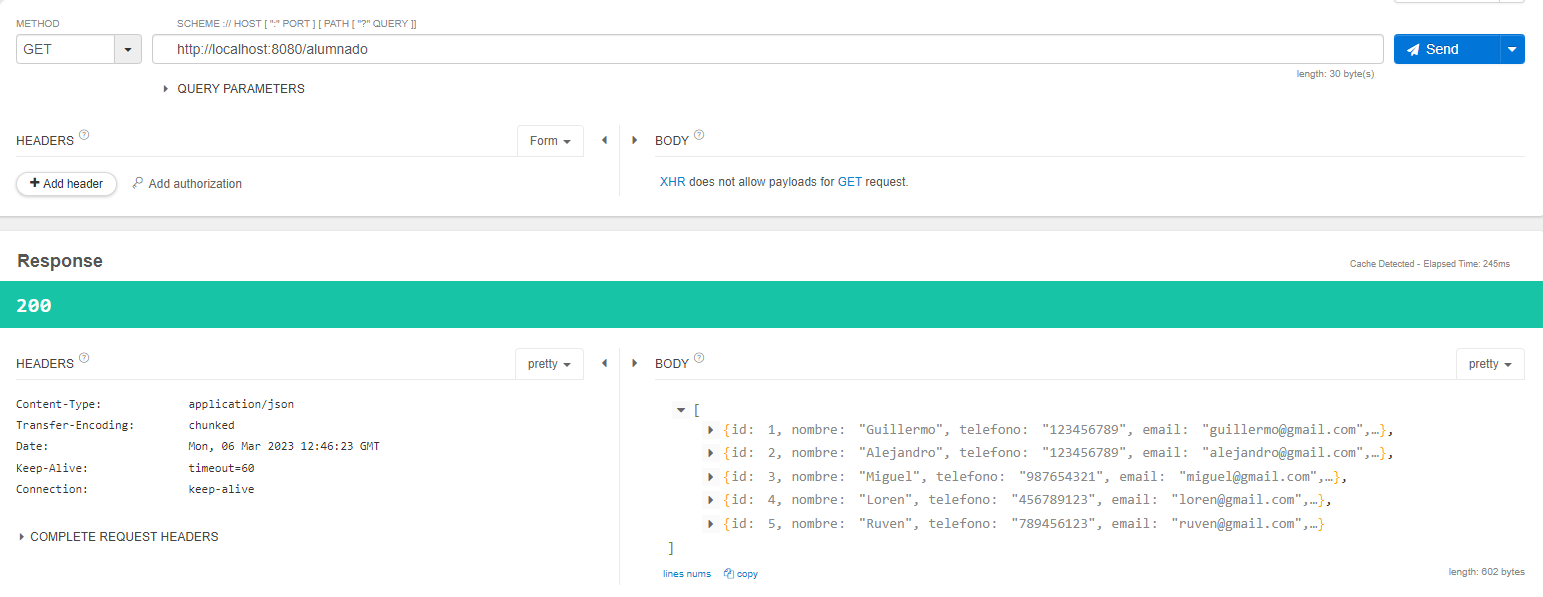 METHOD SCHEME :// HOST [ ":" PORT ] [ PATH [ "?" QUERY ]]
GET http://localhost:8080/alumnado Send
length: 30 byte(s)
QUERY PARAMETERS
HEADERS ? Form BODY ?
+ Add header Add authorization XHR does not allow payloads for GET request.
Response Cache Detected - Elapsed Time: 245ms
200
HEADERS ? pretty BODY ? pretty
Content-Type: application/json
Transfer-Encoding: chunked
Date: Mon, 06 Mar 2023 12:46:23 GMT
Keep-Alive: timeout=60
Connection: keep-alive
COMPLETE REQUEST HEADERS
[
{id: 1, nombre: "Guillermo", telefono: "123456789", email: "guillermo@gmail.com",…},
{id: 2, nombre: "Alejandro", telefono: "123456789", email: "alejandro@gmail.com",…},
{id: 3, nombre: "Miguel", telefono: "987654321", email: "miguel@gmail.com",…},
{id: 4, nombre: "Loren", telefono: "456789123", email: "loren@gmail.com",…},
{id: 5, nombre: "Ruven", telefono: "789456123", email: "ruven@gmail.com",…}
]
lines nums copy length: 602 bytes